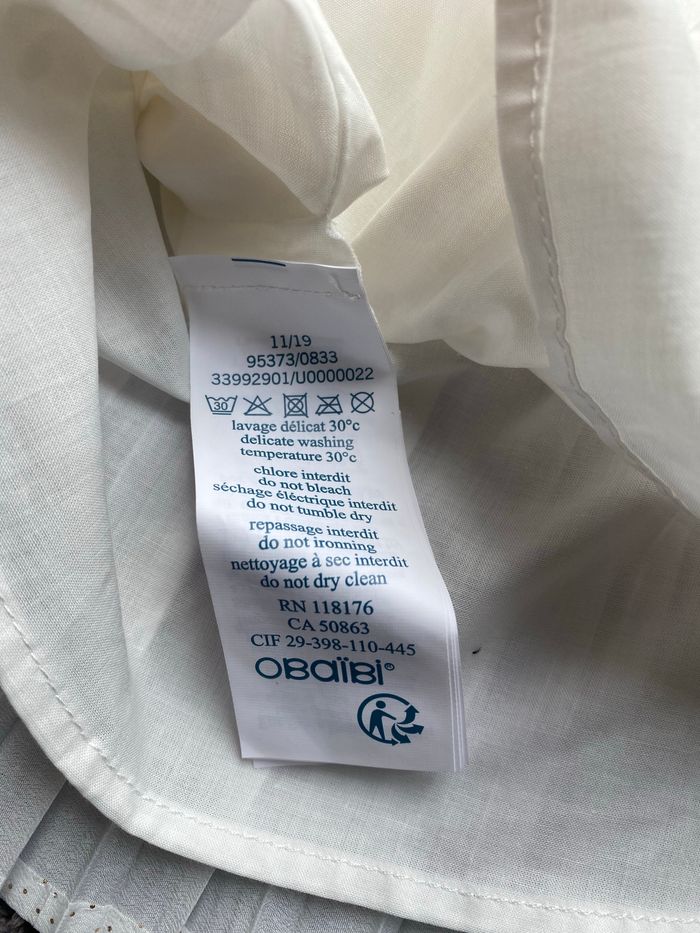 11/19
95373/0833
33992901/U0000022
30
lavage délicat 30°c
delicate washing
temperature 30°c
chlore interdit
do not bleach
séchage éléctrique interdit
do not tumble dry
repassage interdit
do not ironning
nettoyage à sec interdit
do not dry clean
RN 118176
CA 50863
CIF 29-398-110-445
OBaïBi®